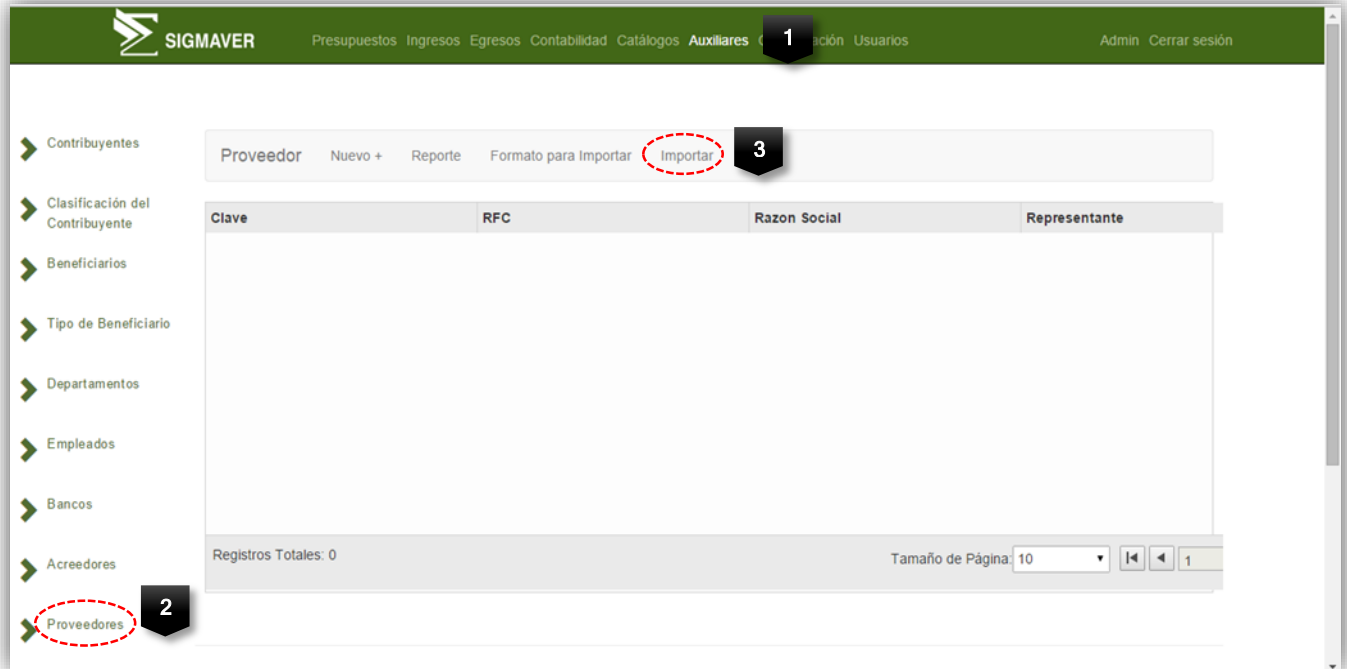 SIGMAVER Presupuestos Ingresos Egresos Contabilidad Catálogos Auxiliares 1 Usuarios Admin Cerrar sesión
Contribuyentes
Clasificación del
Contribuyente
Beneficiarios
Tipo de Beneficiario
Departamentos
Empleados
Bancos
Acreedores
Proveedores 2
Proveedor Nuevo + Reporte Formato para Importar Importar 3
Clave RFC Razon Social Representante
Registros Totales: 0 Tamaño de Página: 10 1